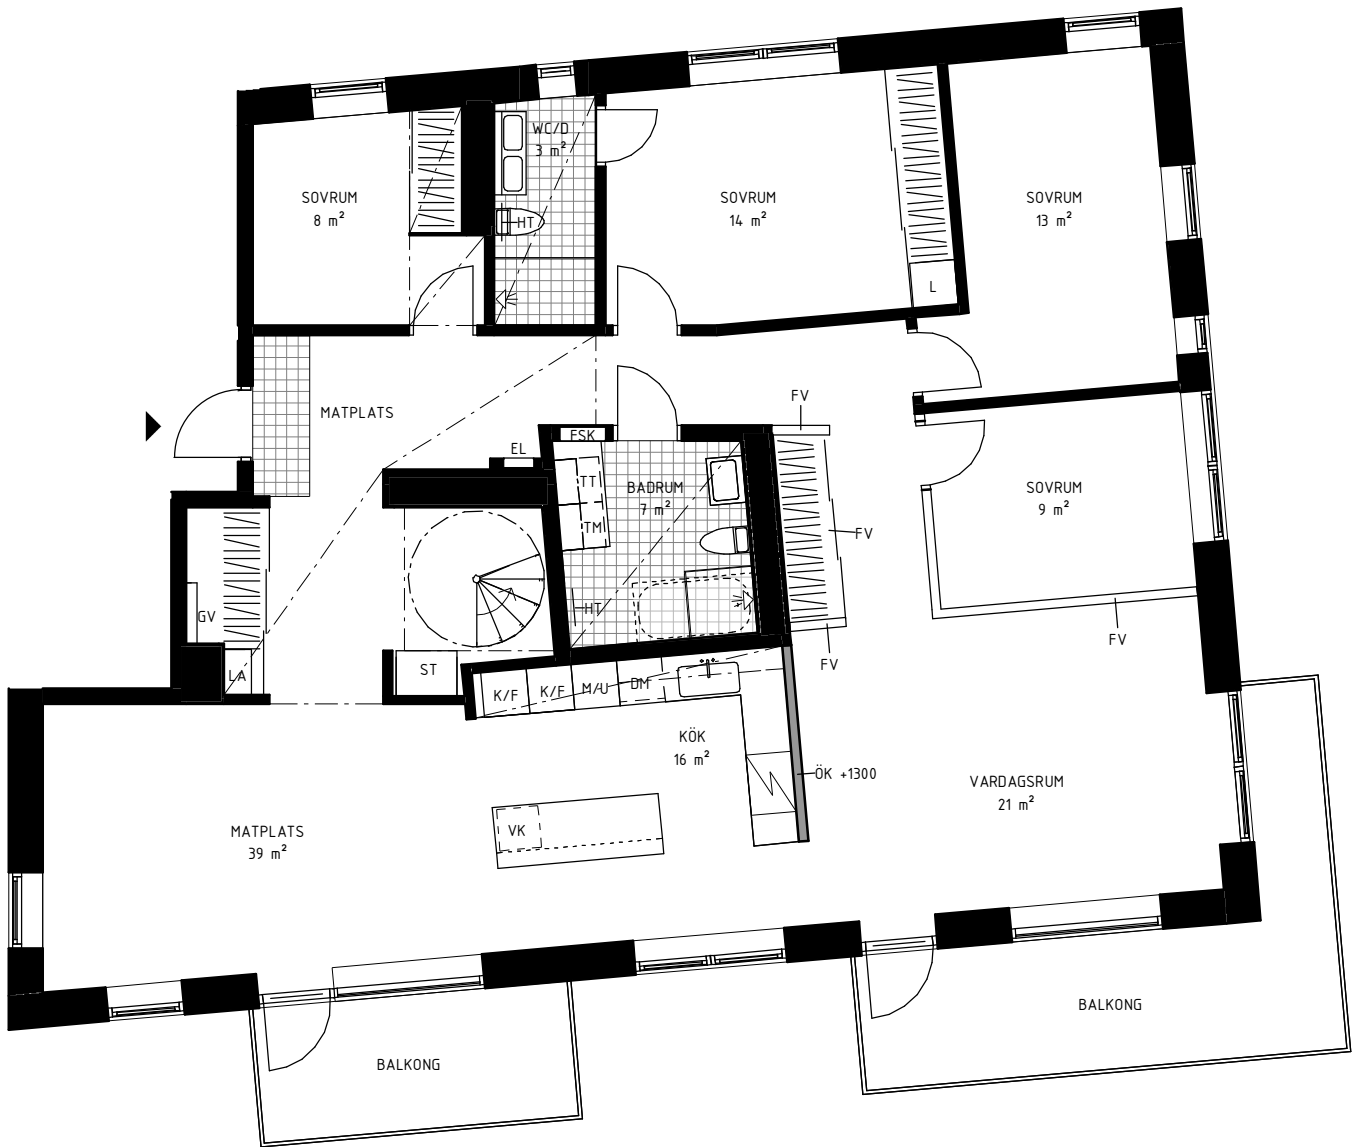 WC/D
3 m²
HT
SOVRUM
8 m²
SOVRUM
14 m²
SOVRUM
13 m²
L
FV
MATPLATS
EL
FSK
TT
TM
BADRUM
7 m²
HT
SOVRUM
9 m²
FV
FV
FV
GV
LA
ST
K/F
K/F
M/U
DM
KÖK
16 m²
ÖK +1300
VARDAGSRUM
21 m²
MATPLATS
39 m²
VK
BALKONG
BALKONG